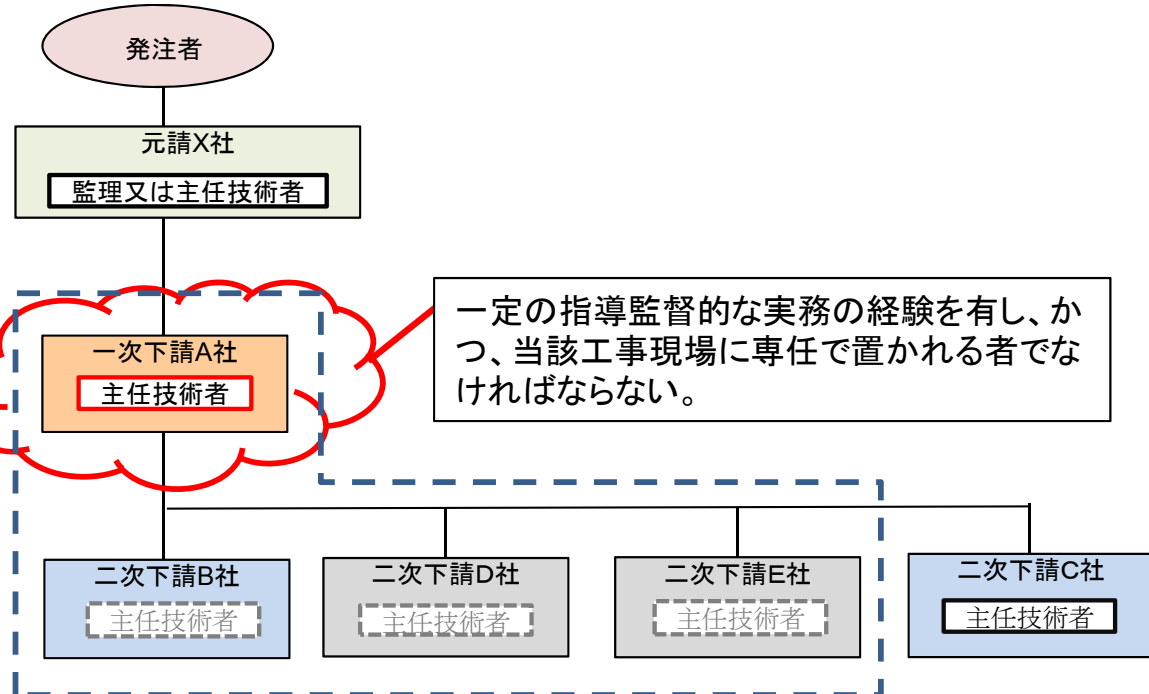 発注者
元請X社
監理又は主任技術者
一次下請A社
主任技術者
一定の指導監督的な実務の経験を有し、か
つ、当該工事現場に専任で置かれる者でな
ければならない。
二次下請B社
主任技術者
二次下請D社
主任技術者
二次下請E社
主任技術者
二次下請C社
主任技術者